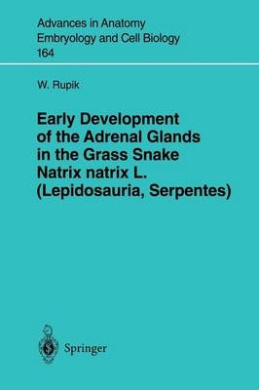 Advances in Anatomy
Embryology and Cell Biology
164
W. Rupik
Early Development
of the Adrenal Glands
in the Grass Snake
Natrix natrix L.
(Lepidosauria, Serpentes)
Springer